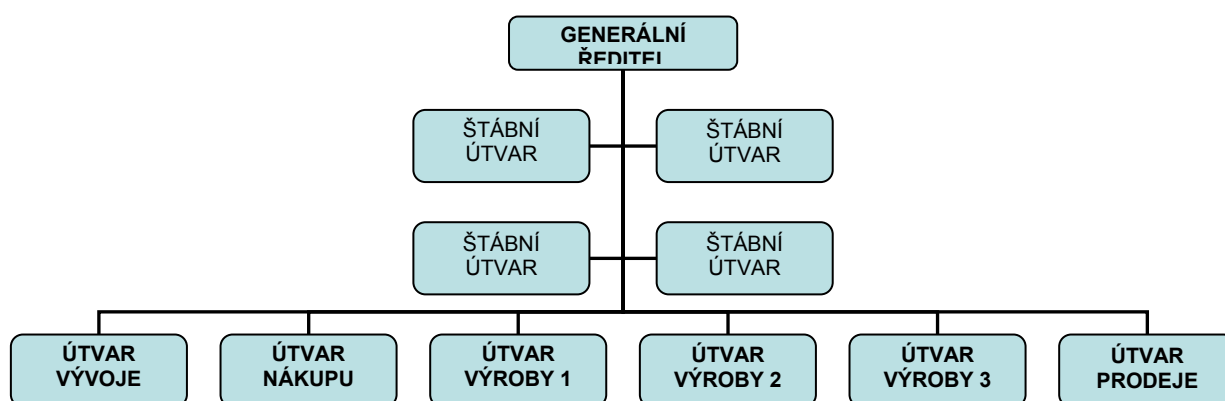 GENERÁLNÍ
ŘEDITEL
ŠTÁBNÍ
ÚTVAR
ŠTÁBNÍ
ÚTVAR
ŠTÁBNÍ
ÚTVAR
ŠTÁBNÍ
ÚTVAR
ÚTVAR
VÝVOJE
ÚTVAR
NÁKUPU
ÚTVAR
VÝROBY 1
ÚTVAR
VÝROBY 2
ÚTVAR
VÝROBY 3
ÚTVAR
PRODEJE